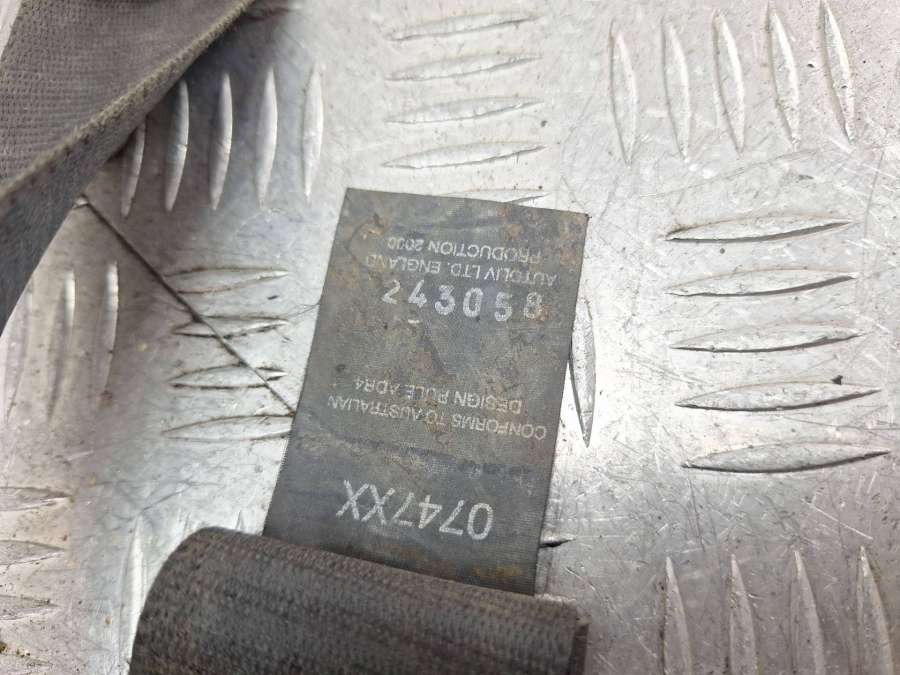 0747XX
CONFORMS TO AUSTRALIAN
DESIGN RULE ADR4
243058
AUTOLIV LTD. ENGLAND
PRODUCTION 2000